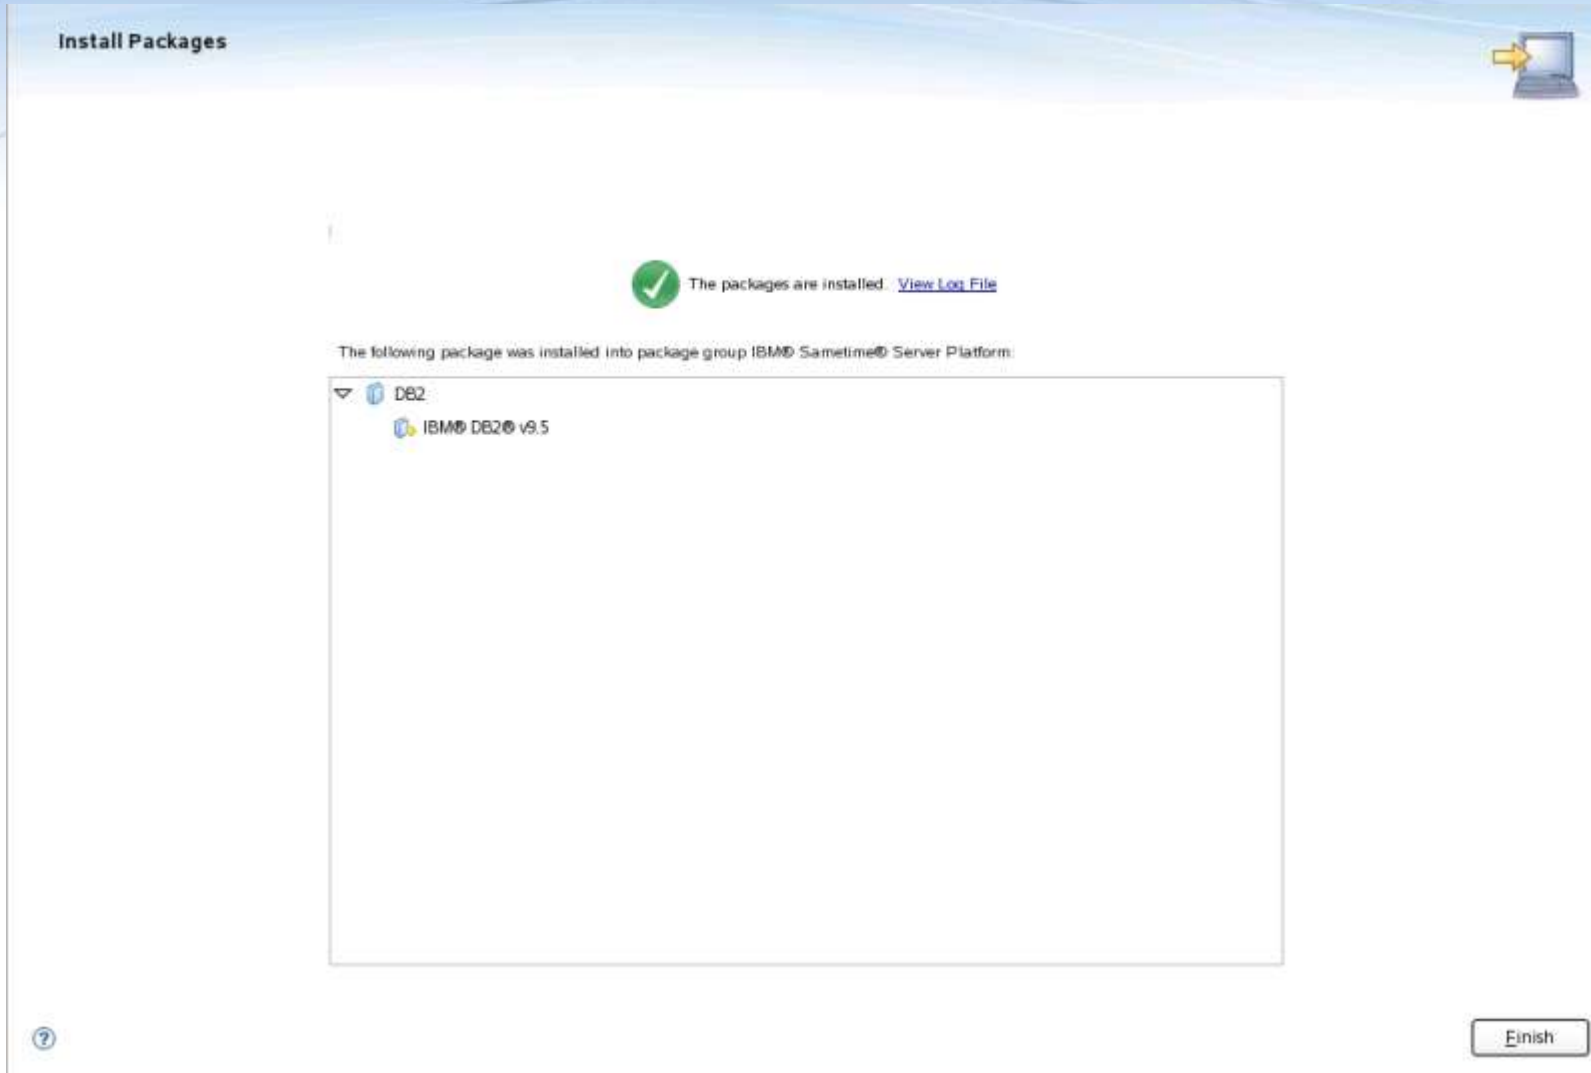 Install Packages
The packages are installed. View Log File
The following package was installed into package group IBM® Sametime® Server Platform:
DB2
IBM® DB2® v9.5
?
Finish